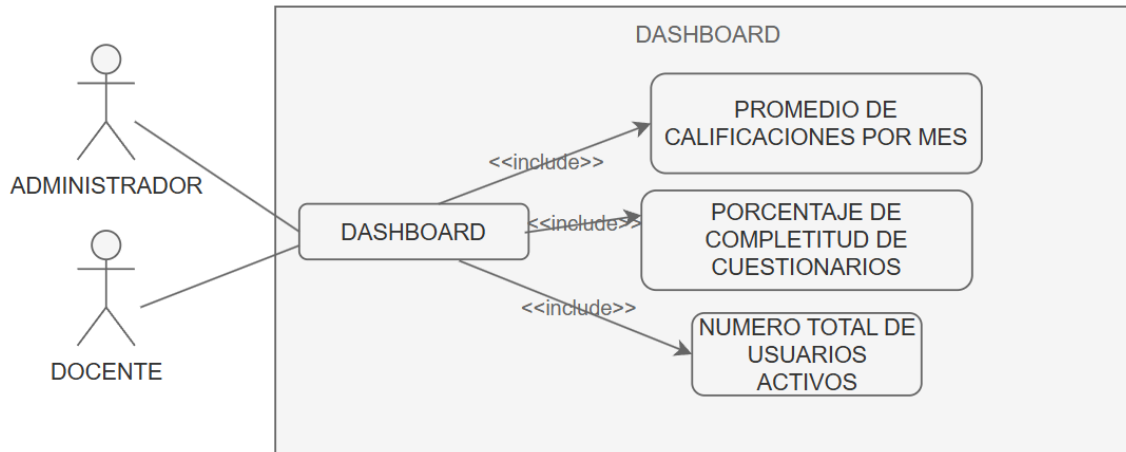 DASHBOARD
PROMEDIO DE
CALIFICACIONES POR MES
<<include>>
ADMINISTRADOR
PORCENTAJE DE
COMPLETITUD DE
CUESTIONARIOS
<<include>>
DASHBOARD
<<include>>
NUMERO TOTAL DE
USUARIOS
ACTIVOS
DOCENTE